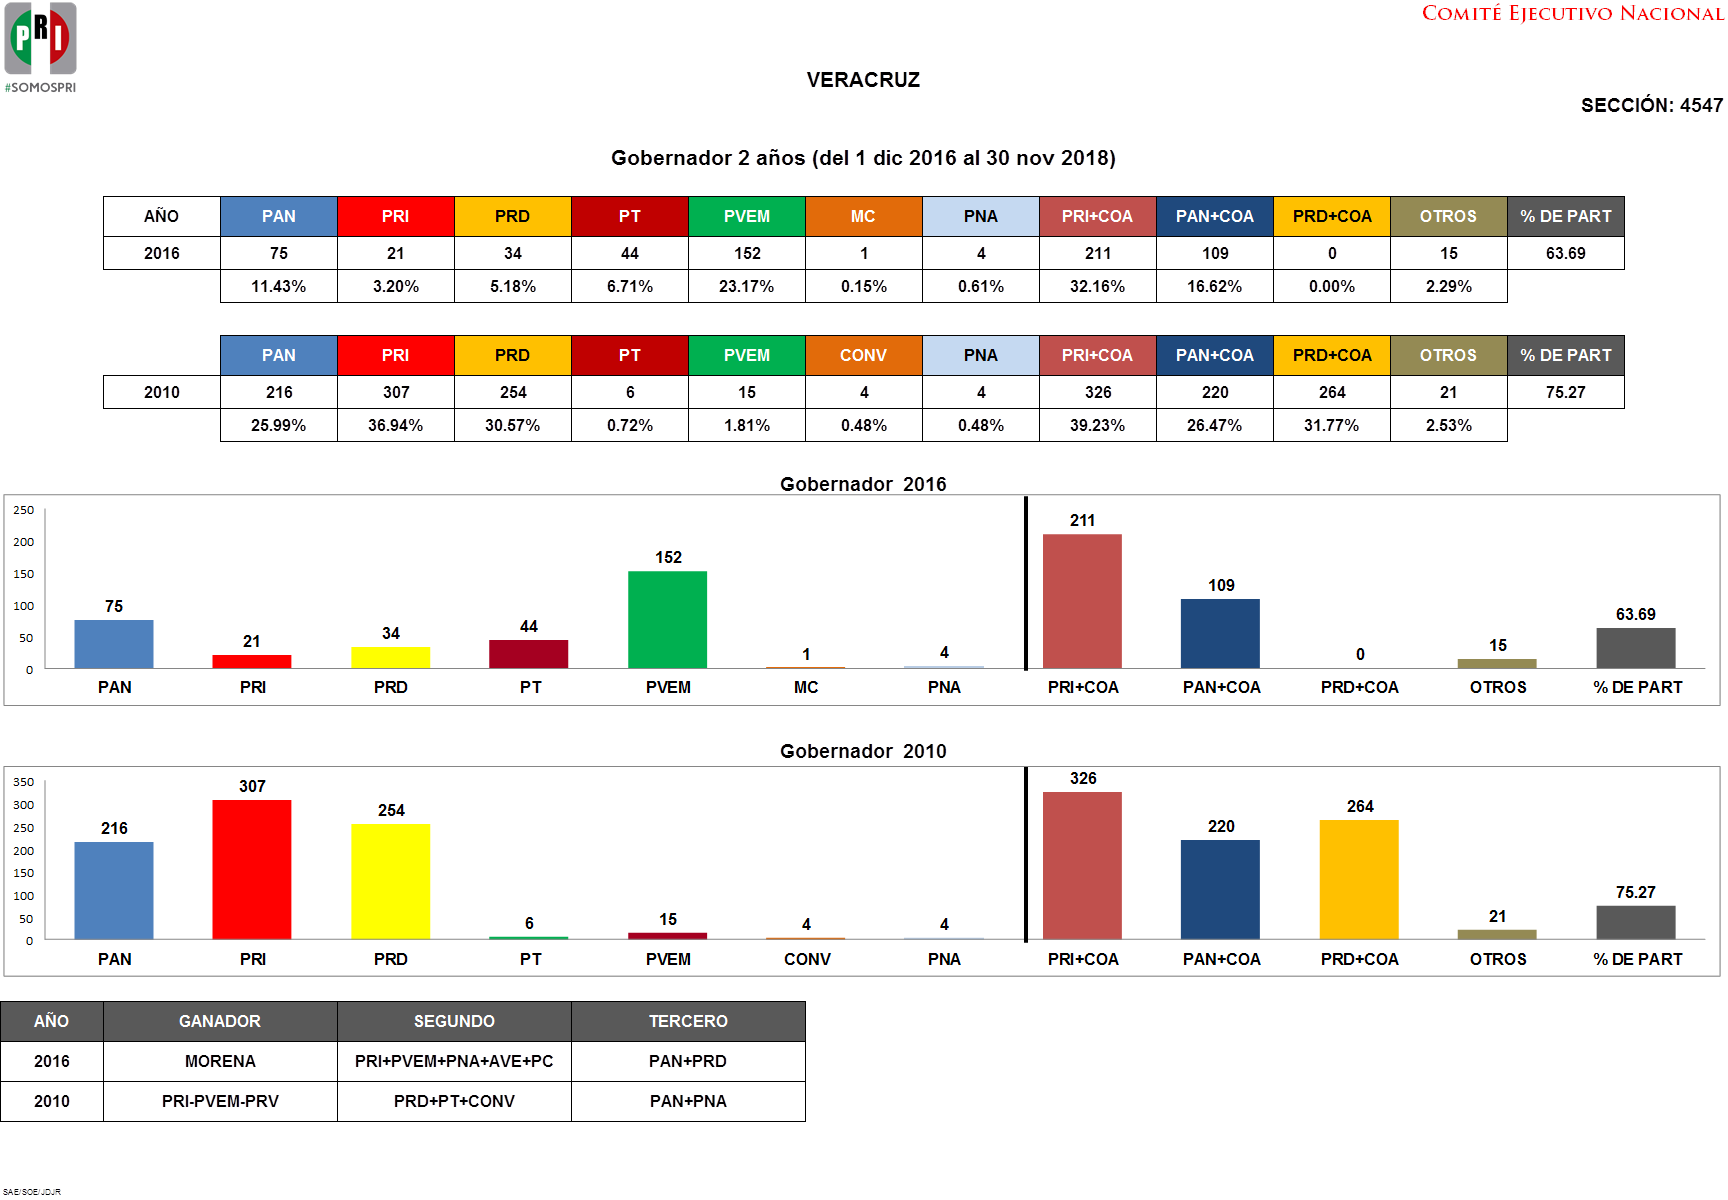 PRI
#SOMOSPRI
COMITÉ EJECUTIVO NACIONAL
VERACRUZ
SECCIÓN: 4547
Gobernador 2 años (del 1 dic 2016 al 30 nov 2018)
AÑO PAN PRI PRD PT PVEM MC PNA PRI+COA PAN+COA PRD+COA OTROS % DE PART
2016 75 21 34 44 152 1 4 211 109 0 15 63.69
11.43% 3.20% 5.18% 6.71% 23.17% 0.15% 0.61% 32.16% 16.62% 0.00% 2.29%
PAN PRI PRD PT PVEM CONV PNA PRI+COA PAN+COA PRD+COA OTROS % DE PART
2010 216 307 254 6 15 4 4 326 220 264 21 75.27
25.99% 36.94% 30.57% 0.72% 1.81% 0.48% 0.48% 39.23% 26.47% 31.77% 2.53%
Gobernador 2016
250
200
150
100
50
0
75 21 34 44 152 1 4 211 109 0 15 63.69
PAN PRI PRD PT PVEM MC PNA PRI+COA PAN+COA PRD+COA OTROS % DE PART
Gobernador 2010
350
300
250
200
150
100
50
0
216 307 254 6 15 4 4 326 220 264 21 75.27
PAN PRI PRD PT PVEM CONV PNA PRI+COA PAN+COA PRD+COA OTROS % DE PART
AÑO GANADOR SEGUNDO TERCERO
2016 MORENA PRI+PVEM+PNA+AVE+PC PAN+PRD
2010 PRI-PVEM-PRV PRD+PT+CONV PAN+PNA
SAE/SOE/JDJR